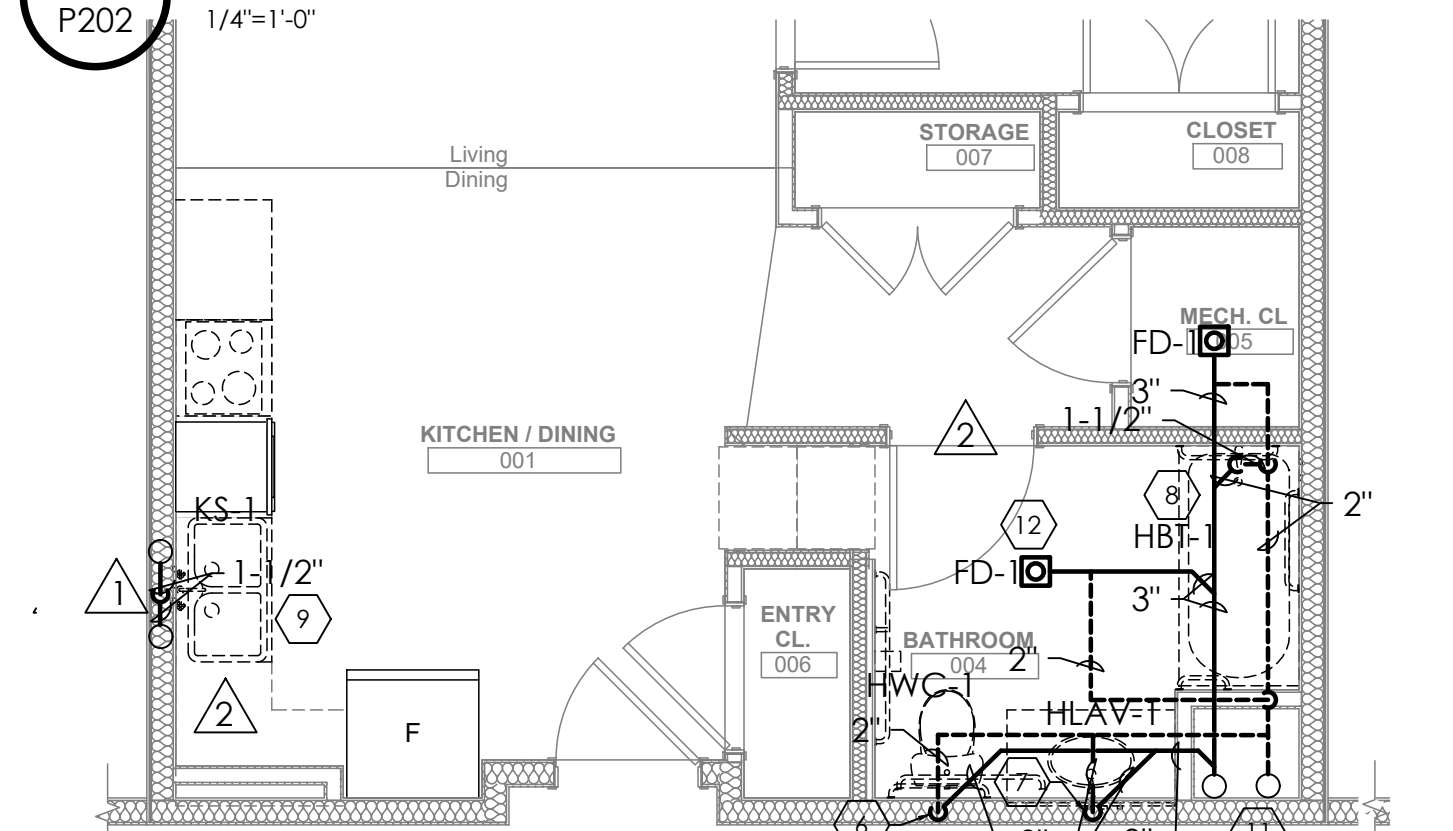 P202
1/4"=1'-0"
STORAGE
007
CLOSET
008
Living
Dining
MECH. CL
05
FD-1
3"
1-1/2"
2
KITCHEN / DINING
001
8
2"
KS-1
12
HBT-1
1-1/2"
FD-1
1
9
3"
ENTRY
CL.
006
BATHROOM
004
2"
HWC-1
2
HLAV-1
F
2"
17
6
11